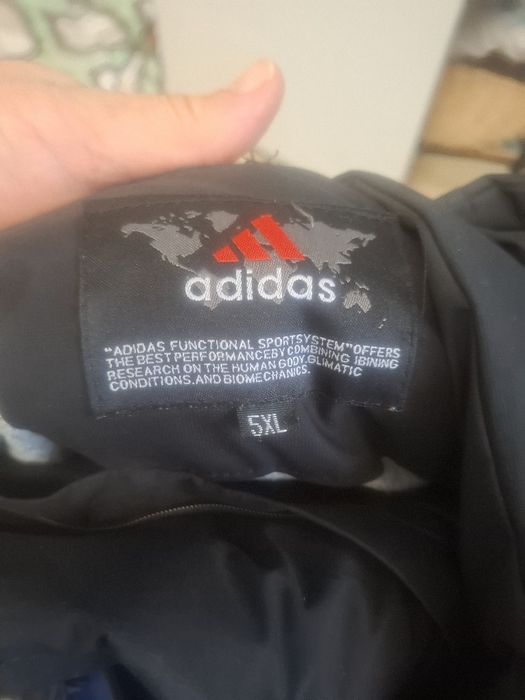 adidas
"ADIDAS FUNCTIONAL SPORTSYSTEM"OFFERS
THE BEST PERFORMANCEBY COMBINING IBINING
RESEARCH ON THE HUMAN GODY.GLIMATIC
CONDITIONS.AND BIOMECHANICS.
5XL